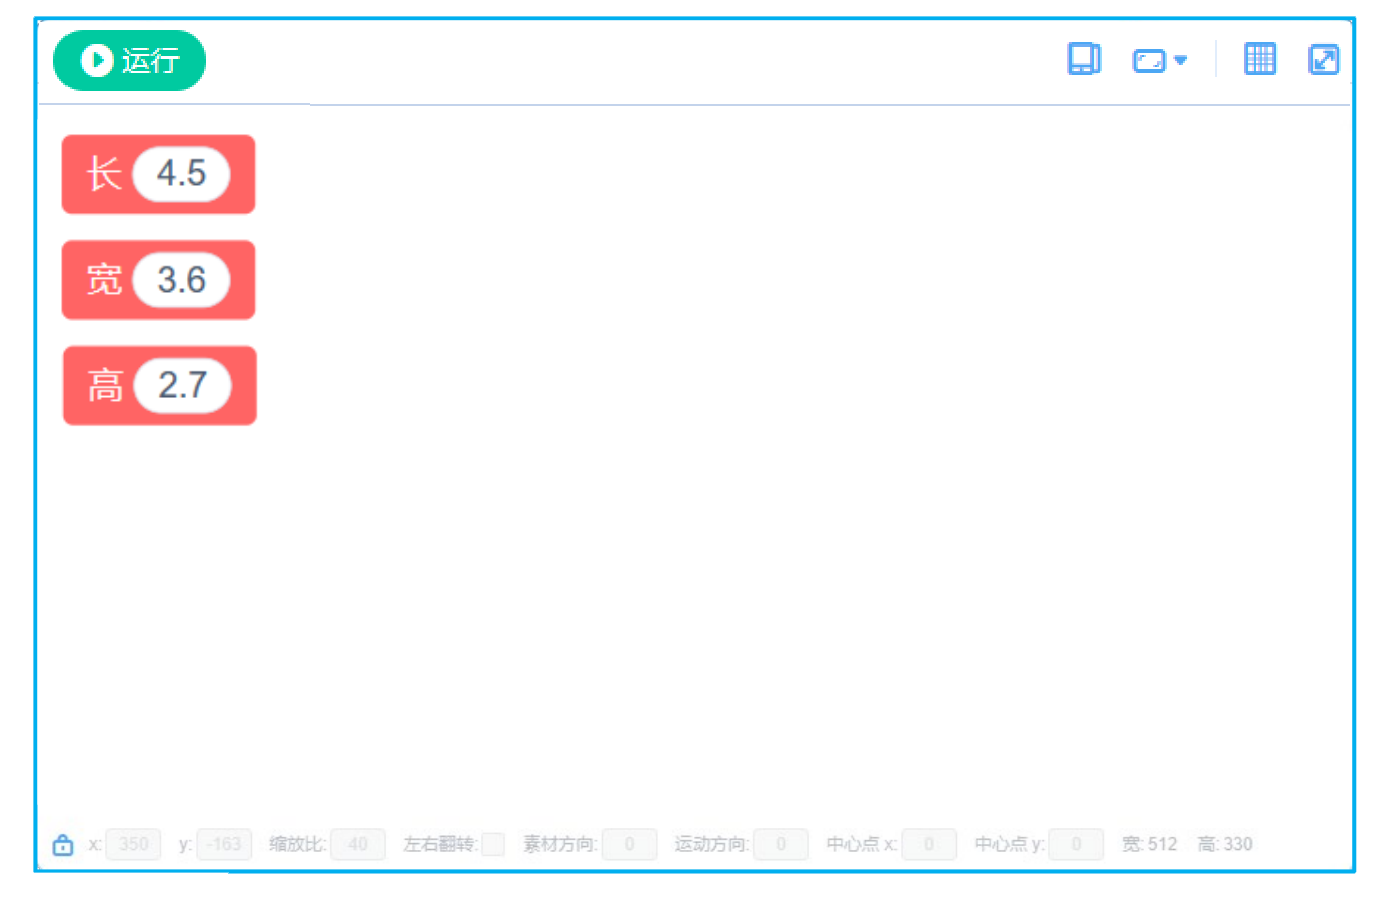 运行
长 4.5
宽 3.6
高 2.7
x: 350 y: -163 缩放比: 40 左右翻转: 素材方向: 0 运动方向: 0 中心点 x: 0 中心点 y: 0 宽: 512 高: 330